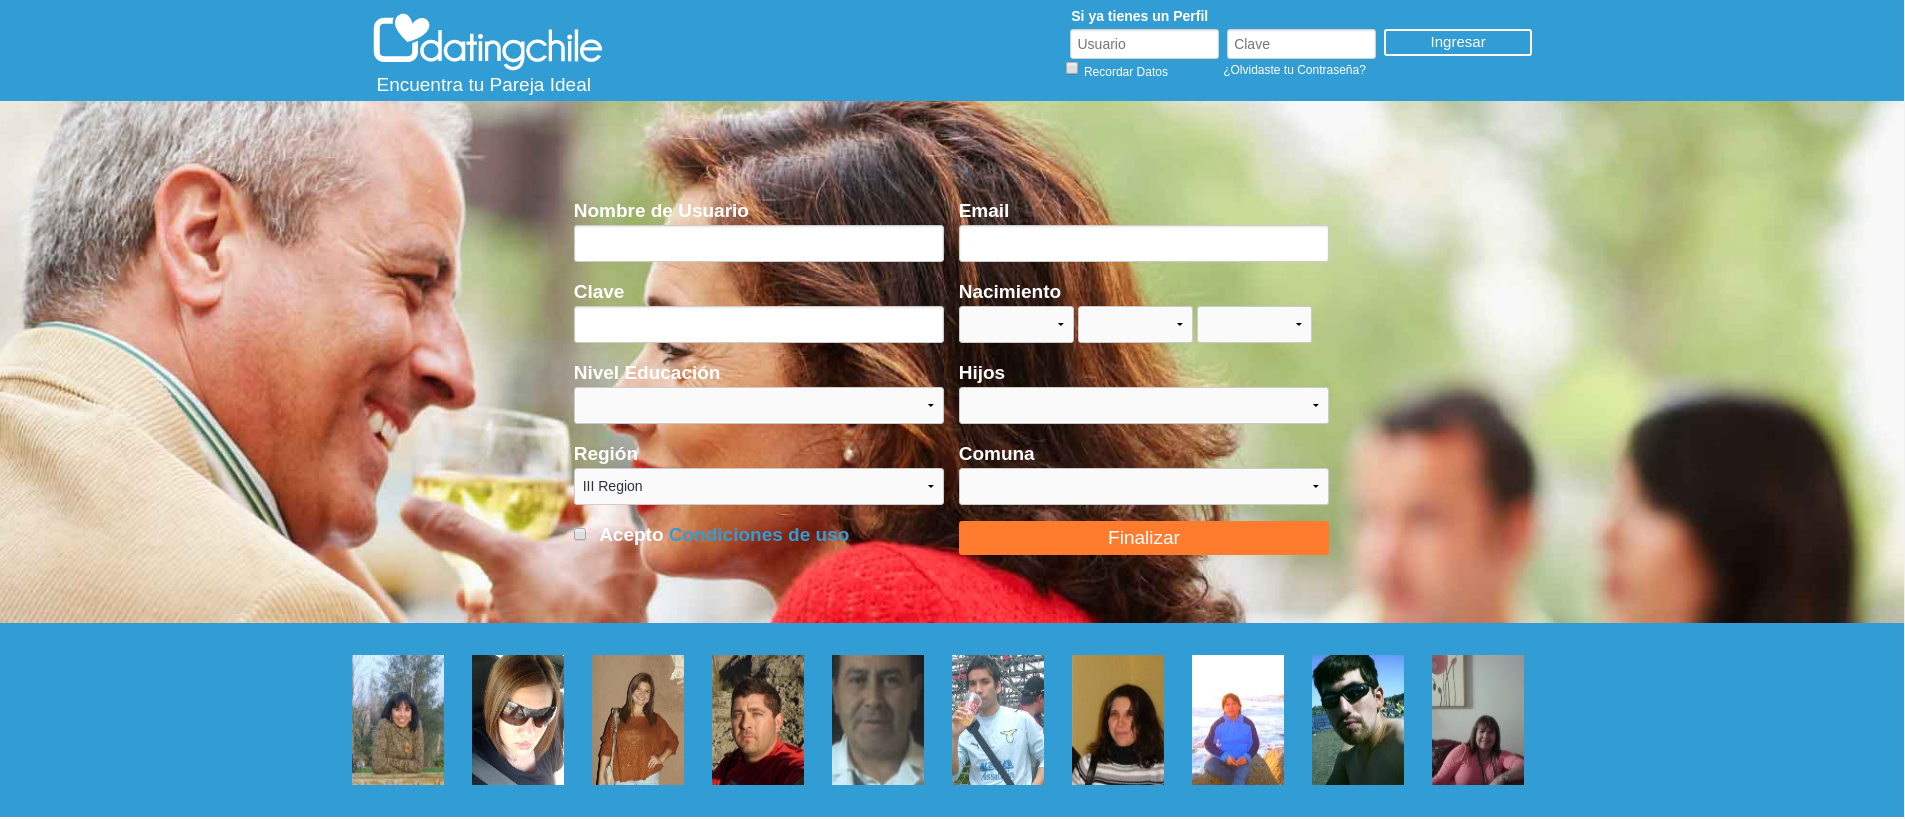 datingchile
Encuentra tu Pareja Ideal
Si ya tienes un Perfil
Usuario
Clave
Ingresar
Recordar Datos
¿Olvidaste tu Contraseña?
Nombre de Usuario
Email
Clave
Nacimiento
Nivel Educación
Hijos
Región
Comuna
III Region
Acepto Condiciones de uso
Finalizar